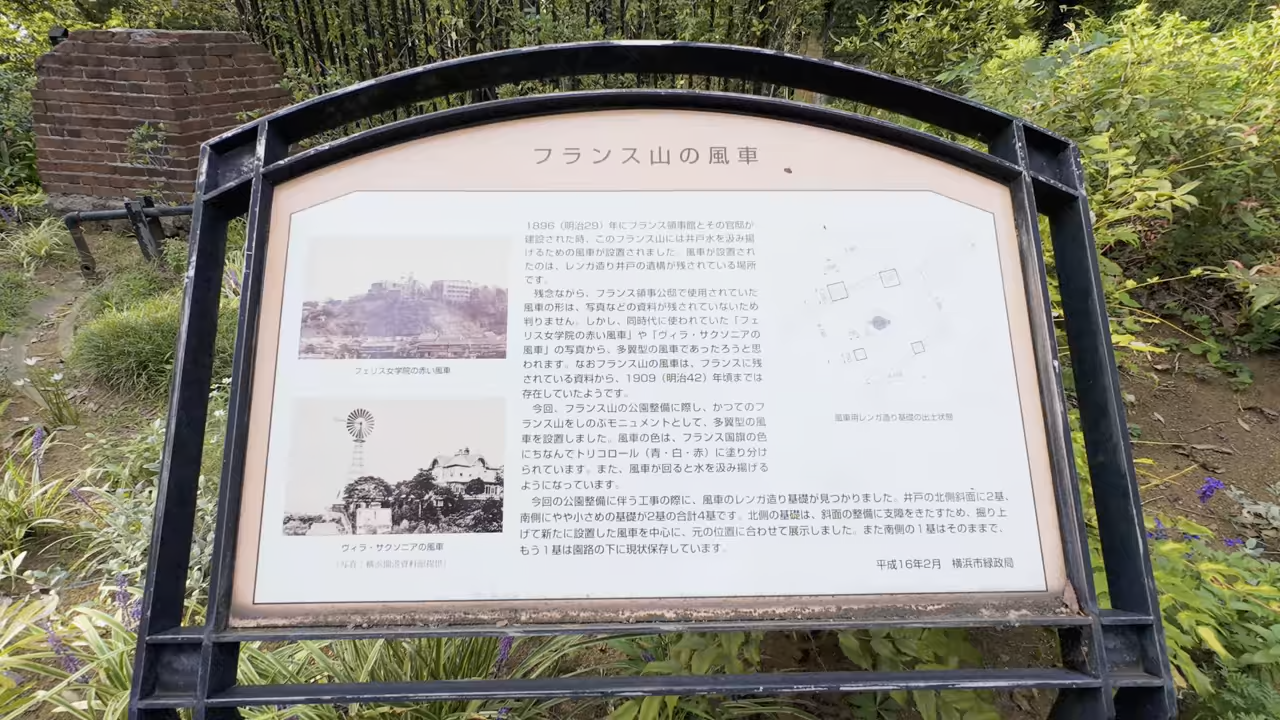 フランス山の風車
1896（明治29）年にフランス領事館とその官邸が
建設された時、このフランス山には井戸水を汲み揚
げるための風車が設置されました。風車が設置され
たのは、レンガ造り井戸の遺構が残されている場所
です。
残念ながら、フランス領事公邸で使用されていた
風車の形は、写真などの資料が残されていないため
判りません。しかし、同時代に使われていた「フェ
リス女学院の赤い風車」や「ヴィラ・サクソニアの
風車」の写真から、多翼型の風車であったろうと思
われます。なおフランス山の風車は、フランスに残
されている資料から、1909（明治42）年頃までは
存在していたようです。
今回、フランス山の公園整備に際し、かつてのフ
ランス山をしのぶモニュメントとして、多翼型の風
車を設置しました。風車の色は、フランス国旗の色
にちなんでトリコロール（青・白・赤）に塗り分け
られています。また、風車が回ると水を汲み揚げる
ようになっています。
今回の公園整備に伴う工事の際に、風車のレンガ造り基礎が見つかりました。井戸の北側斜面に2基、
南側にやや小さめの基礎が2基の合計4基です。北側の基礎は、斜面の整備に支障をきたすため、掘り上
げて新たに設置した風車を中心に、元の位置に合わせて展示しました。また南側の1基はそのままで、
もう1基は園路の下に現状保存しています。
平成16年2月　横浜市緑政局
フェリス女学院の赤い風車
ヴィラ・サクソニアの風車
（写真：横浜開港資料館提供）
風車用レンガ造り基礎の出土状態